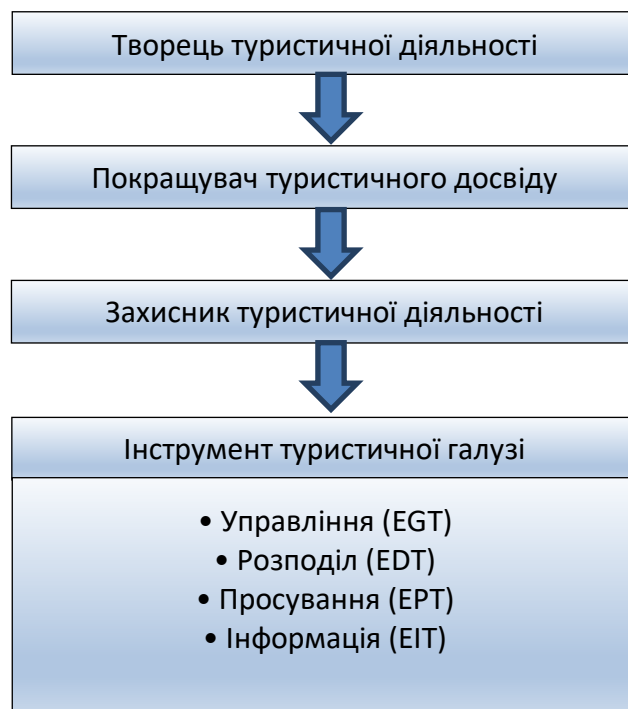 Творець туристичної діяльності
Покращувач туристичного досвіду
Захисник туристичної діяльності
Інструмент туристичної галузі
• Управління (EGT)
• Розподіл (EDT)
• Просування (EPT)
• Інформація (EIT)